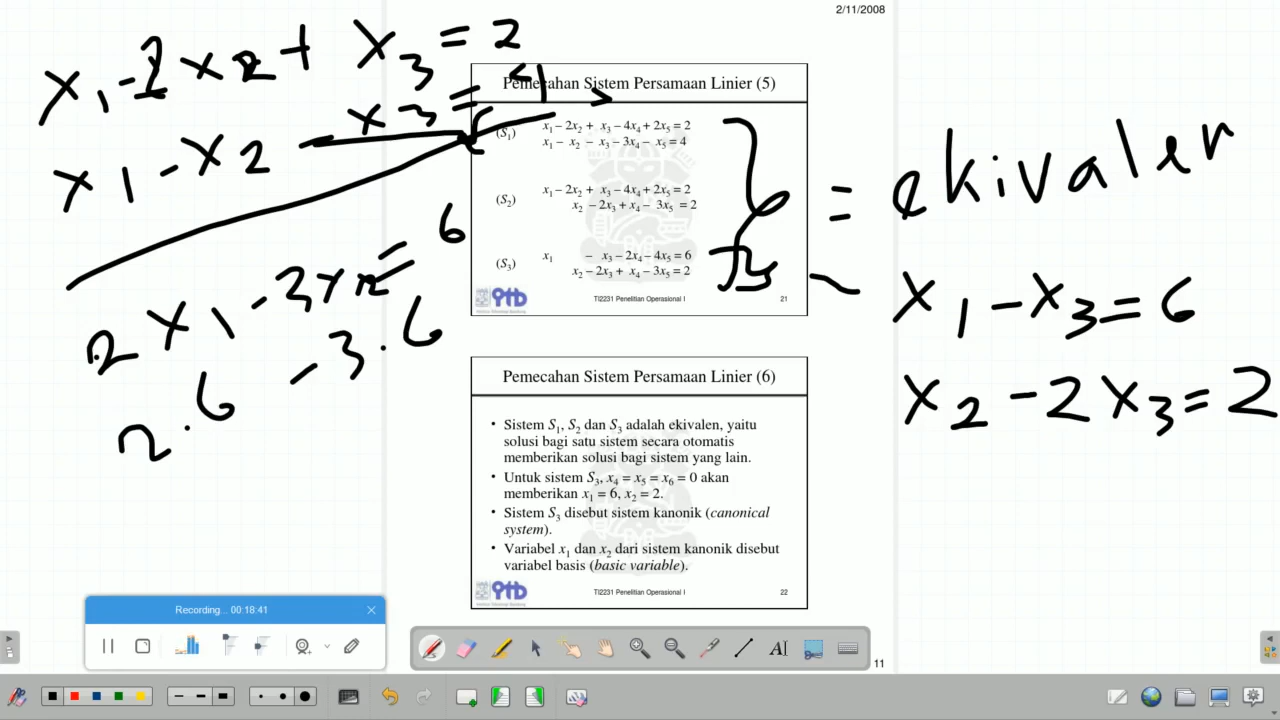 2/11/2008
x₁ - 2x₂ + x₃ = 2
x₁ - x₂ - x₃ = 4
2x₁ - 3x₂ = 6
2.6 - 3.6
Pemecahan Sistem Persamaan Linier (5)
(S₁) x₁ – 2x₂ + x₃ – 4x₄ + 2x₅ = 2
x₁ – x₂ – x₃ – 3x₄ – x₅ = 4
(S₂) x₁ – 2x₂ + x₃ – 4x₄ + 2x₅ = 2
x₂ – 2x₃ + x₄ – 3x₅ = 2
(S₃) x₁ – x₃ – 2x₄ – 4x₅ = 6
x₂ – 2x₃ + x₄ – 3x₅ = 2
TI2231 Penelitian Operasional I 21
= ekivalen
x₁ - x₃ = 6
x₂ - 2x₃ = 2
Pemecahan Sistem Persamaan Linier (6)
• Sistem S₁, S₂ dan S₃ adalah ekivalen, yaitu
solusi bagi satu sistem secara otomatis
memberikan solusi bagi sistem yang lain.
• Untuk sistem S₃, x₄ = x₅ = x₆ = 0 akan
memberikan x₁ = 6, x₂ = 2.
• Sistem S₃ disebut sistem kanonik (canonical
system).
• Variabel x₁ dan x₂ dari sistem kanonik disebut
variabel basis (basic variable).
TI2231 Penelitian Operasional I 22
Recording... 00:18:41
11